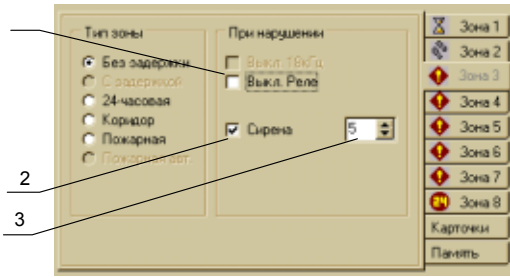 Тип зоны
Без задержки
С задержкой
24-часовая
Коридор
Пожарная
Пожарная авт.
При нарушении
Выкл. 18кГц
Выкл. Реле
Сирена
5
2
3
Зона 1
Зона 2
Зона 3
Зона 4
Зона 5
Зона 6
Зона 7
24 Зона 8
Карточки
Память